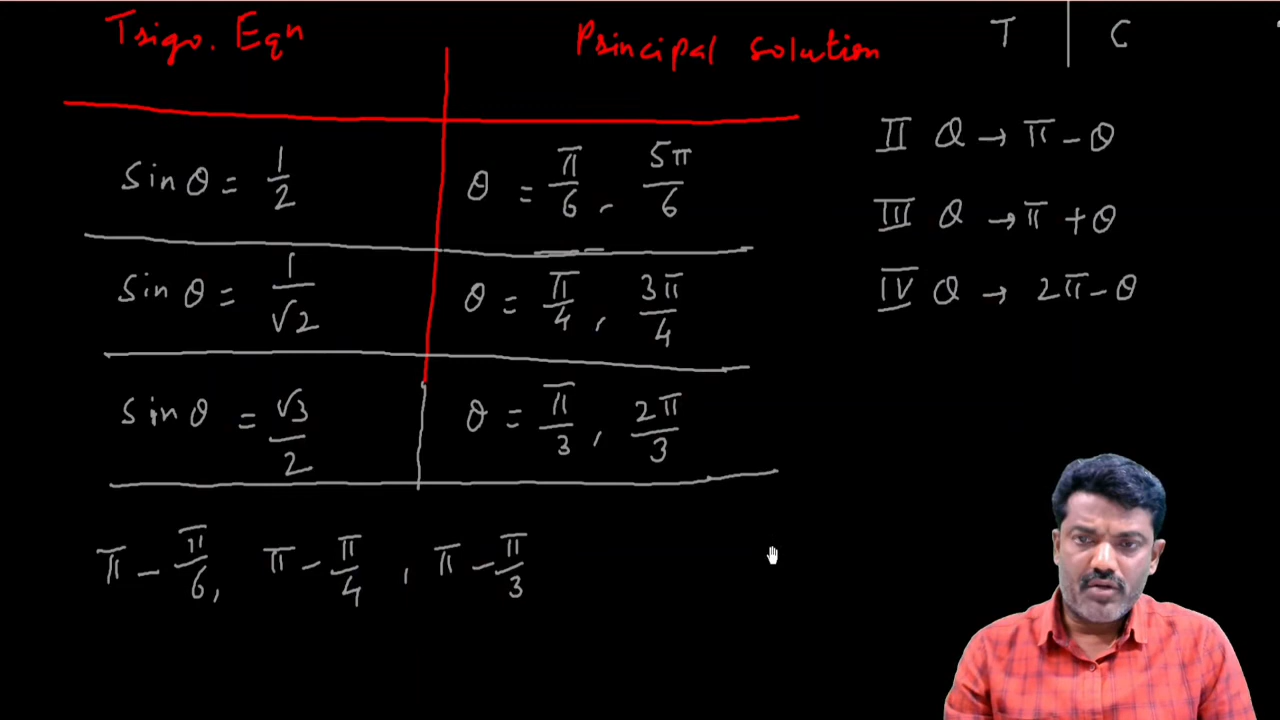 Trigo. Eqn Principal solution
T | C
sin θ = 1/2 θ = π/6, 5π/6
sin θ = 1/√2 θ = π/4, 3π/4
sin θ = √3/2 θ = π/3, 2π/3
π - π/6, π - π/4, π - π/3
II Q → π - θ
III Q → π + θ
IV Q → 2π - θ